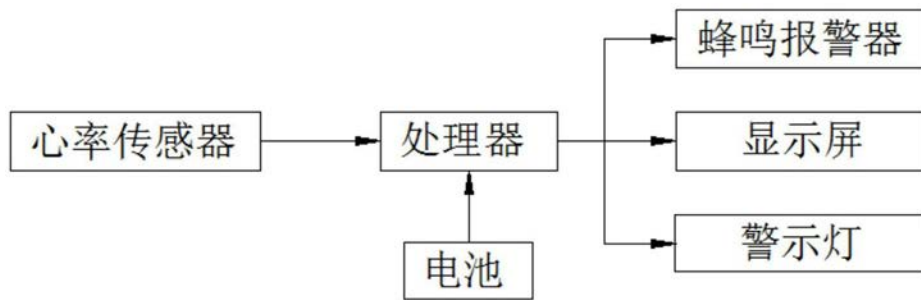 蜂鸣报警器
心率传感器
处理器
显示屏
电池
警示灯